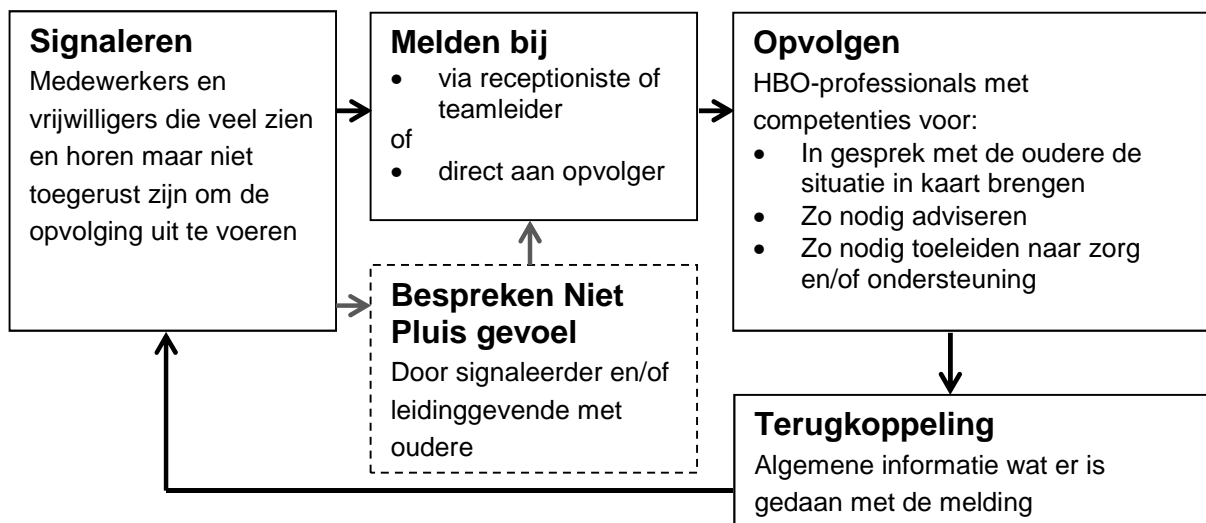 Signaleren
Medewerkers en
vrijwilligers die veel zien
en horen maar niet
toegerust zijn om de
opvolging uit te voeren
Melden bij
• via receptioniste of
teamleider
of
• direct aan opvolger
Bespreken Niet
Pluis gevoel
Door signaleerder en/of
leidinggevende met
oudere
Opvolgen
HBO-professionals met
competenties voor:
• In gesprek met de oudere de
situatie in kaart brengen
• Zo nodig adviseren
• Zo nodig toeleiden naar zorg
en/of ondersteuning
Terugkoppeling
Algemene informatie wat er is
gedaan met de melding